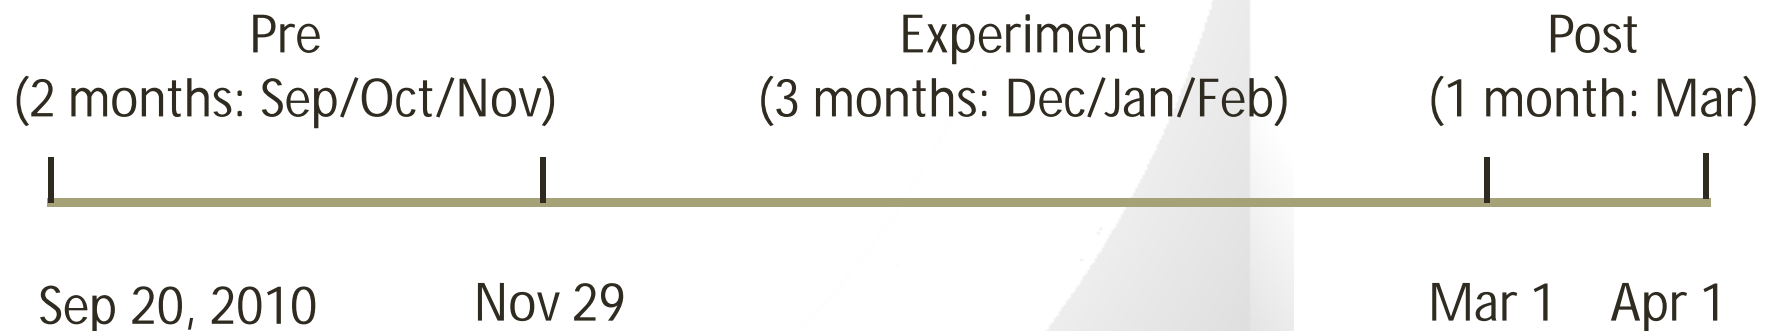 Pre
(2 months: Sep/Oct/Nov)
Experiment
(3 months: Dec/Jan/Feb)
Post
(1 month: Mar)
Sep 20, 2010
Nov 29
Mar 1
Apr 1